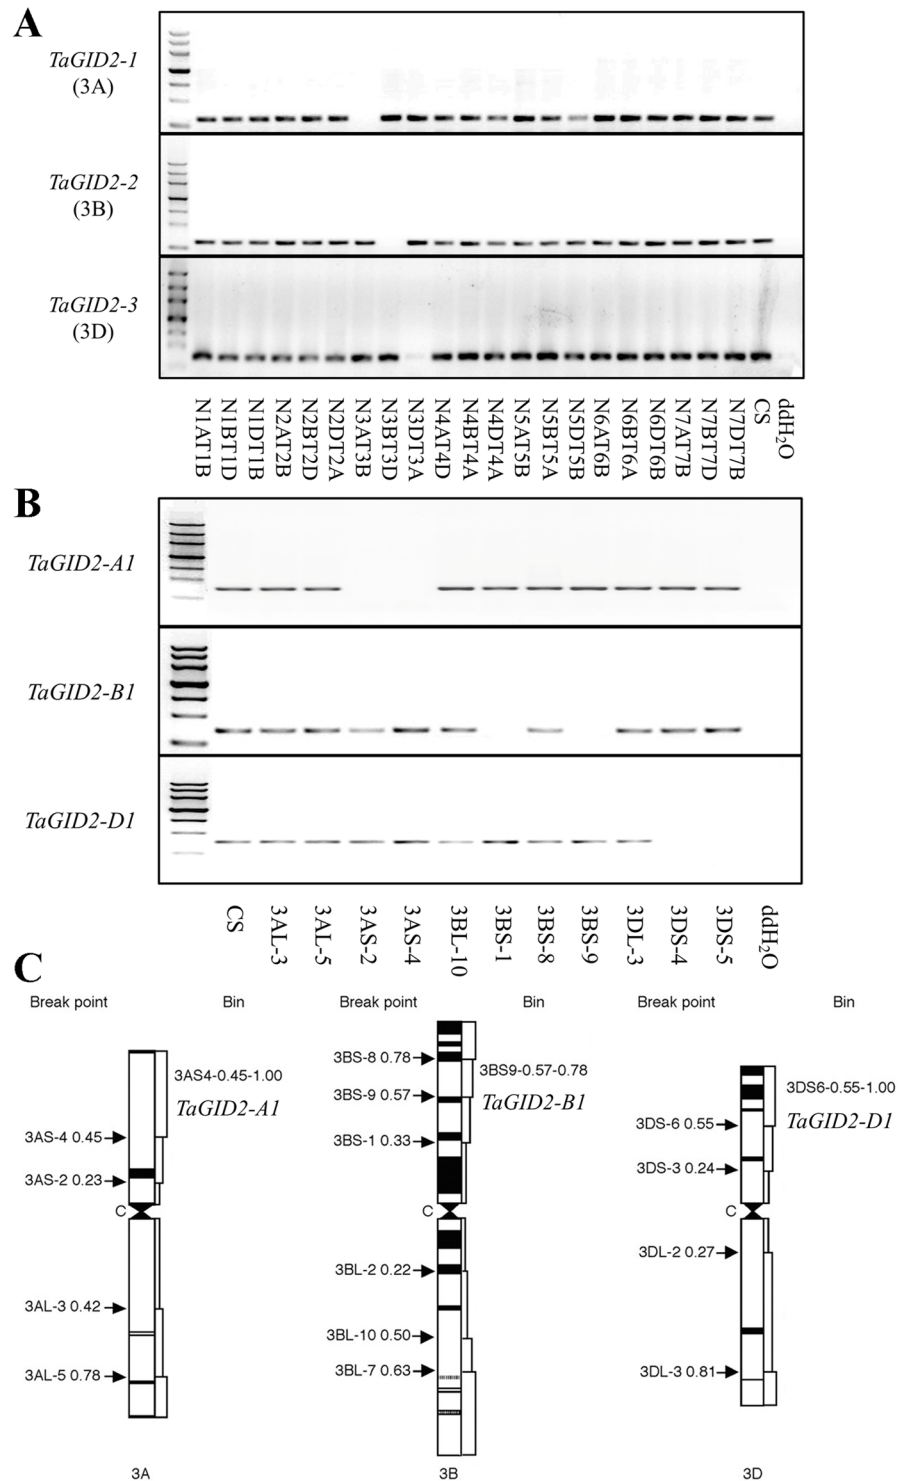 A
TaGID2-1
(3A)
TaGID2-2
(3B)
TaGID2-3
(3D)
N1AT1B
N1BT1D
N1DT1B
N2AT2B
N2BT2D
N2DT2A
N3AT3B
N3BT3D
N3DT3A
N4AT4D
N4BT4A
N4DT4A
N5AT5B
N5BT5A
N5DT5B
N6AT6B
N6BT6A
N6DT6B
N7AT7B
N7BT7D
N7DT7B
CS
ddH₂O
B
TaGID2-A1
TaGID2-B1
TaGID2-D1
CS
3AL-3
3AL-5
3AS-2
3AS-4
3BL-10
3BS-1
3BS-8
3BS-9
3DL-3
3DS-4
3DS-5
ddH₂O
C
Break point
Bin
3AS4-0.45-1.00
TaGID2-A1
3AS-4 0.45
3AS-2 0.23
C
3AL-3 0.42
3AL-5 0.78
3A
Break point
Bin
3BS-8 0.78
3BS9-0.57-0.78
3BS-9 0.57
TaGID2-B1
3BS-1 0.33
C
3BL-2 0.22
3BL-10 0.50
3BL-7 0.63
3B
Break point
Bin
3DS6-0.55-1.00
3DS-6 0.55
TaGID2-D1
3DS-3 0.24
C
3DL-2 0.27
3DL-3 0.81
3D